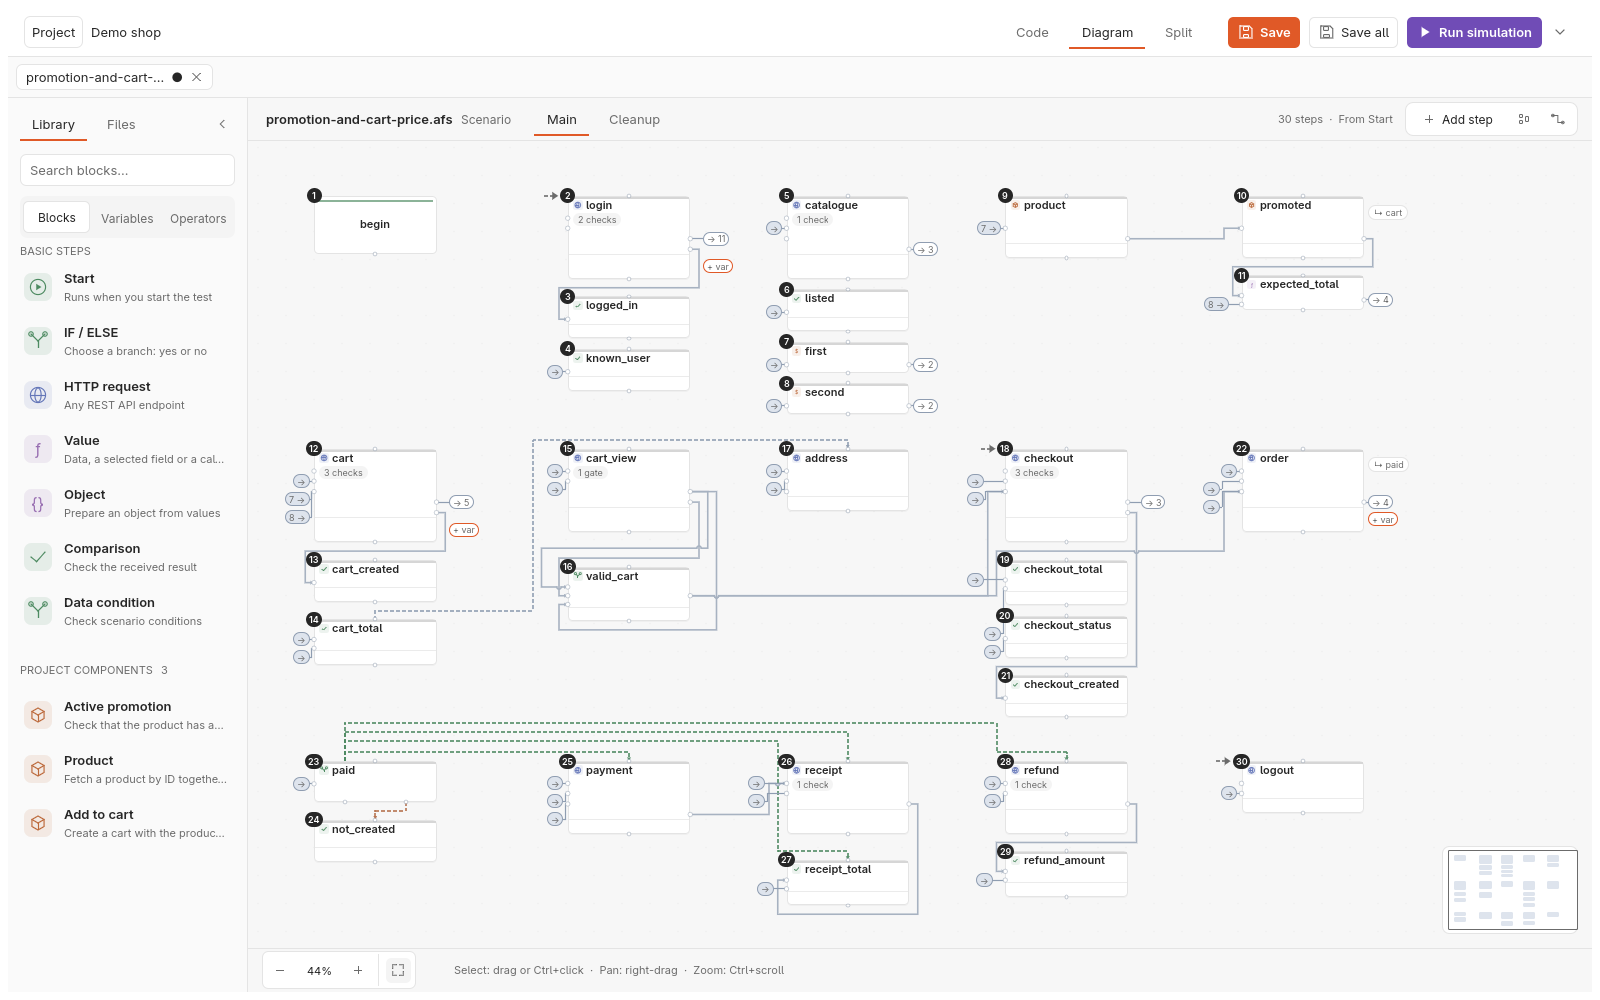 Project Demo shop Code Diagram Split Save Save all Run simulation
promotion-and-cart-...
Library Files
promotion-and-cart-price.afs Scenario Main Cleanup 30 steps · From Start Add step
Search blocks...
Blocks Variables Operators
BASIC STEPS
Start
Runs when you start the test
IF / ELSE
Choose a branch: yes or no
HTTP request
Any REST API endpoint
Value
Data, a selected field or a cal...
Object
Prepare an object from values
Comparison
Check the received result
Data condition
Check scenario conditions
PROJECT COMPONENTS 3
Active promotion
Check that the product has a...
Product
Fetch a product by ID togethe...
Add to cart
Create a cart with the produc...
1
begin
2
login
2 checks
→ 11
+ var
3
logged_in
4
known_user
→
5
catalogue
1 check
→
→ 3
6
listed
→
7
first
→
→ 2
8
second
→
→ 2
9
product
7 →
10
promoted
↪ cart
11
expected_total
8 →
→ 4
12
cart
3 checks
→
7 →
8 →
→ 5
+ var
13
cart_created
14
cart_total
→
→
15
cart_view
1 gate
→
→
16
valid_cart
17
address
→
→
18
checkout
3 checks
→
→
→ 3
19
checkout_total
→
20
checkout_status
→
→
21
checkout_created
22
order
↪ paid
→
→
→
→ 4
+ var
23
paid
→
24
not_created
25
payment
→
→
→
26
receipt
1 check
→
→
27
receipt_total
→
28
refund
1 check
→
→
29
refund_amount
→
30
logout
→
− 44% +
Select: drag or Ctrl+click · Pan: right-drag · Zoom: Ctrl+scroll